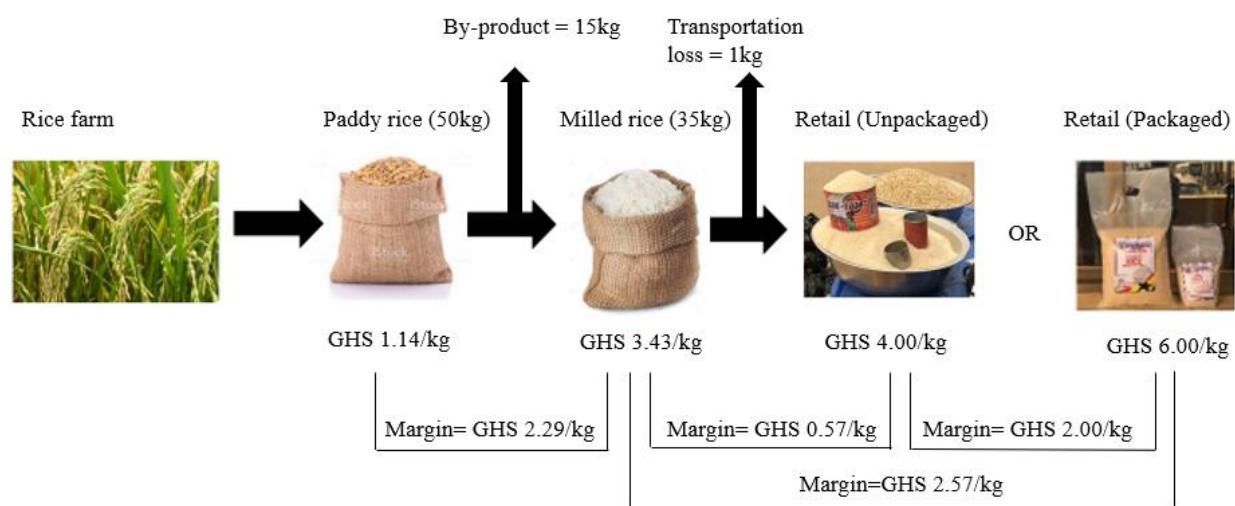 By-product = 15kg
Transportation
loss = 1kg
Rice farm
Paddy rice (50kg)
Milled rice (35kg)
Retail (Unpackaged)
Retail (Packaged)
OR
GHS 1.14/kg
GHS 3.43/kg
GHS 4.00/kg
GHS 6.00/kg
Margin= GHS 2.29/kg
Margin= GHS 0.57/kg
Margin= GHS 2.00/kg
Margin=GHS 2.57/kg